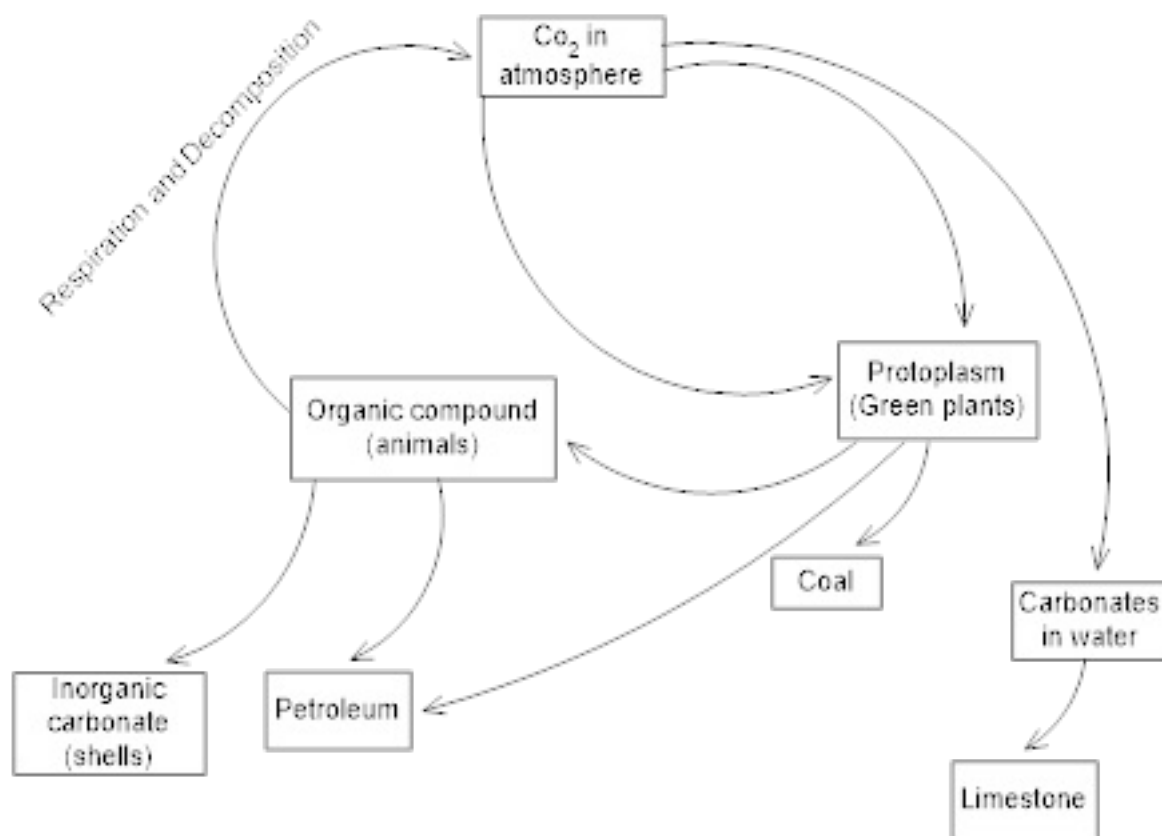 Co₂ in
atmosphere
Respiration and Decomposition
Protoplasm
(Green plants)
Organic compound
(animals)
Coal
Carbonates
in water
Inorganic
carbonate
(shells)
Petroleum
Limestone